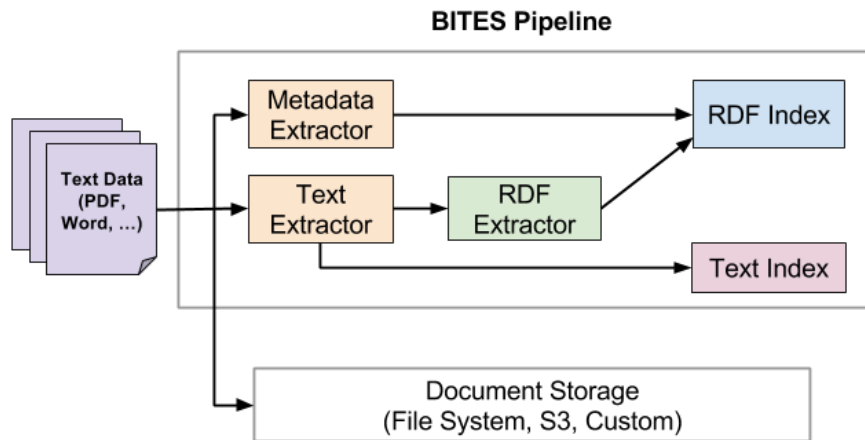 BITES Pipeline
Metadata
Extractor
RDF Index
Text Data
(PDF,
Word, ...)
Text
Extractor
RDF
Extractor
Text Index
Document Storage
(File System, S3, Custom)